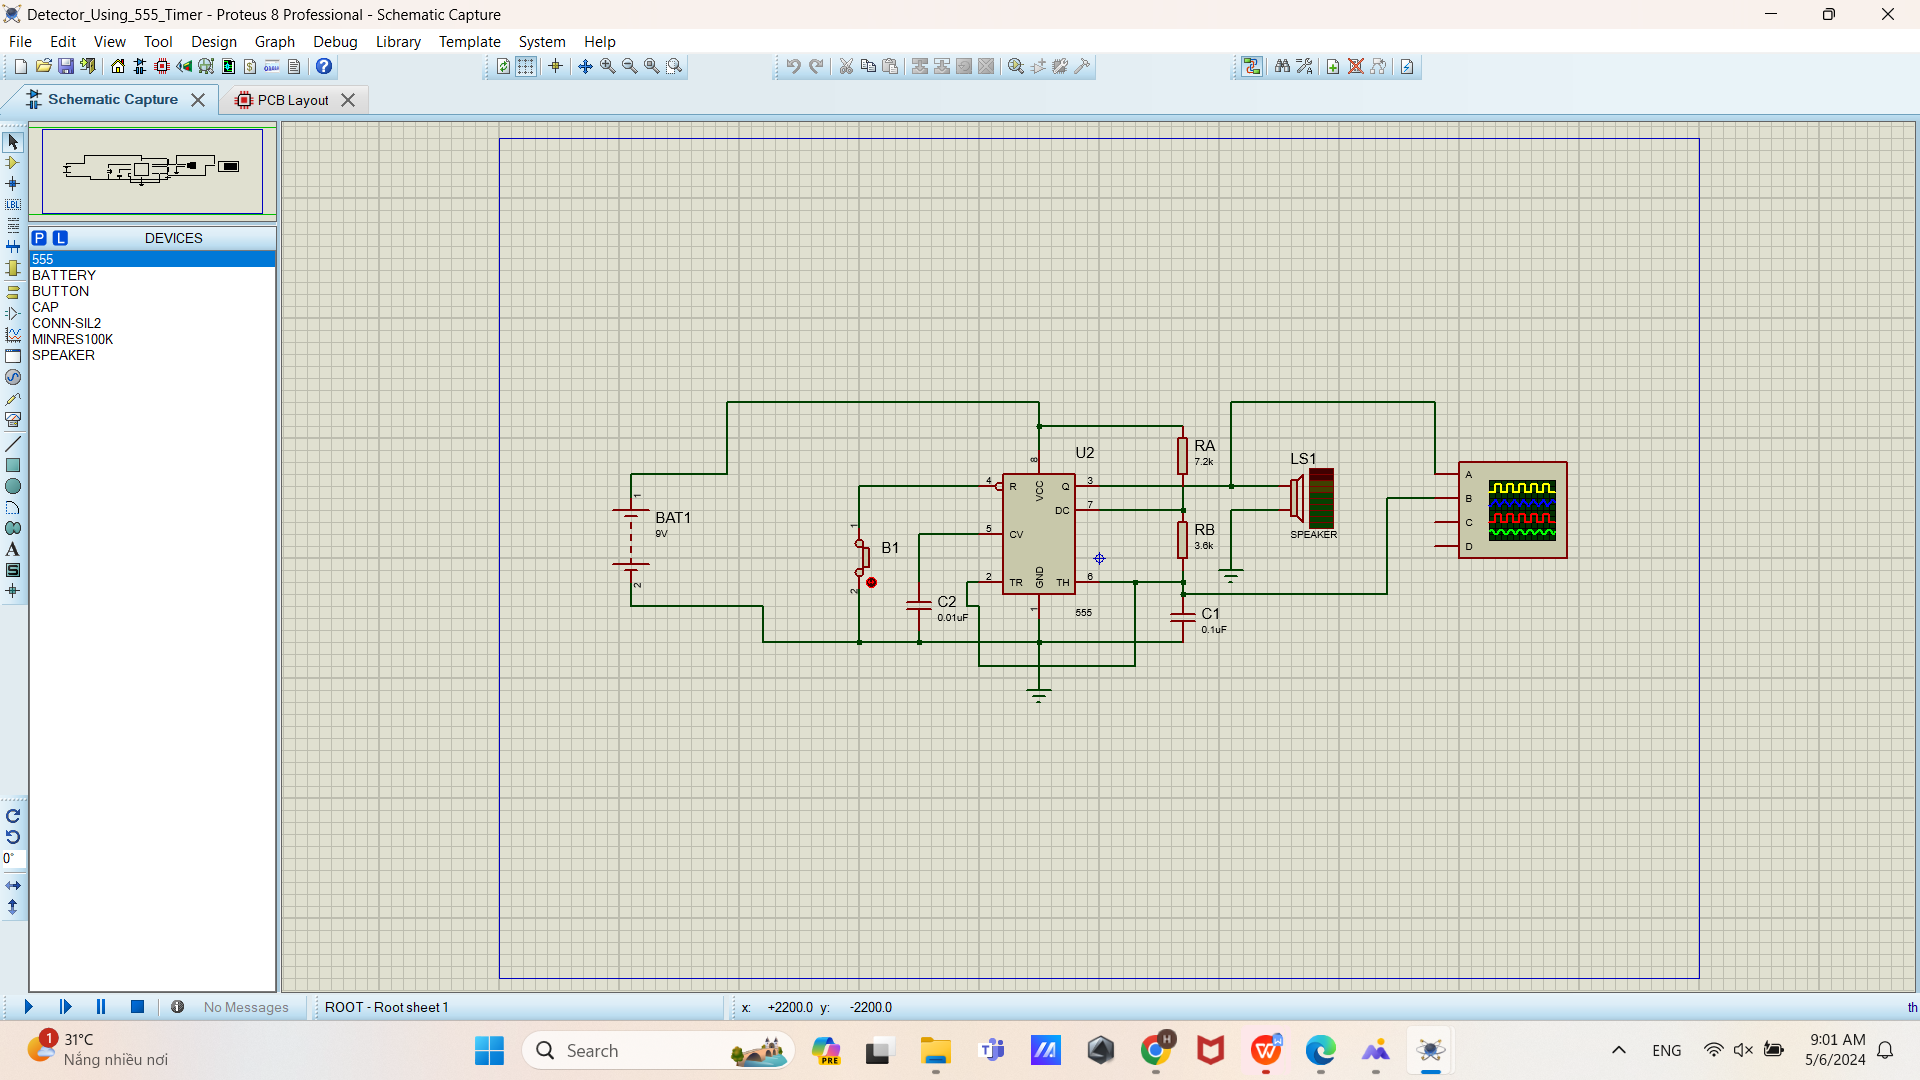 Detector_Using_555_Timer - Proteus 8 Professional - Schematic Capture
File Edit View Tool Design Graph Debug Library Template System Help
Schematic Capture
PCB Layout
LBL
P L DEVICES
555
BATTERY
BUTTON
CAP
CONN-SIL2
MINRES100K
SPEAKER
A
S
0°
BAT1
9V
1
2
B1
1
2
C2
0.01uF
U2
555
4 R
5 CV
2 TR
8 VCC
1 GND
Q 3
DC 7
TH 6
RA
7.2k
RB
3.6k
C1
0.1uF
LS1
SPEAKER
A
B
C
D
No Messages
ROOT - Root sheet 1
x: +2200.0 y: -2200.0
th
1
31°C
Nắng nhiều nơi
Search
PRE
H
W
ENG
9:01 AM
5/6/2024